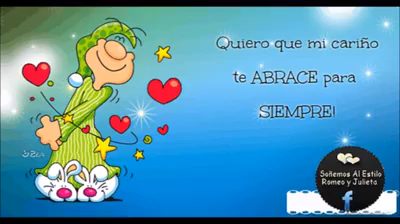 Quiero que mi cariño
te ABRACE para
SIEMPRE!
Soñemos Al Estilo
Romeo y Julieta
f